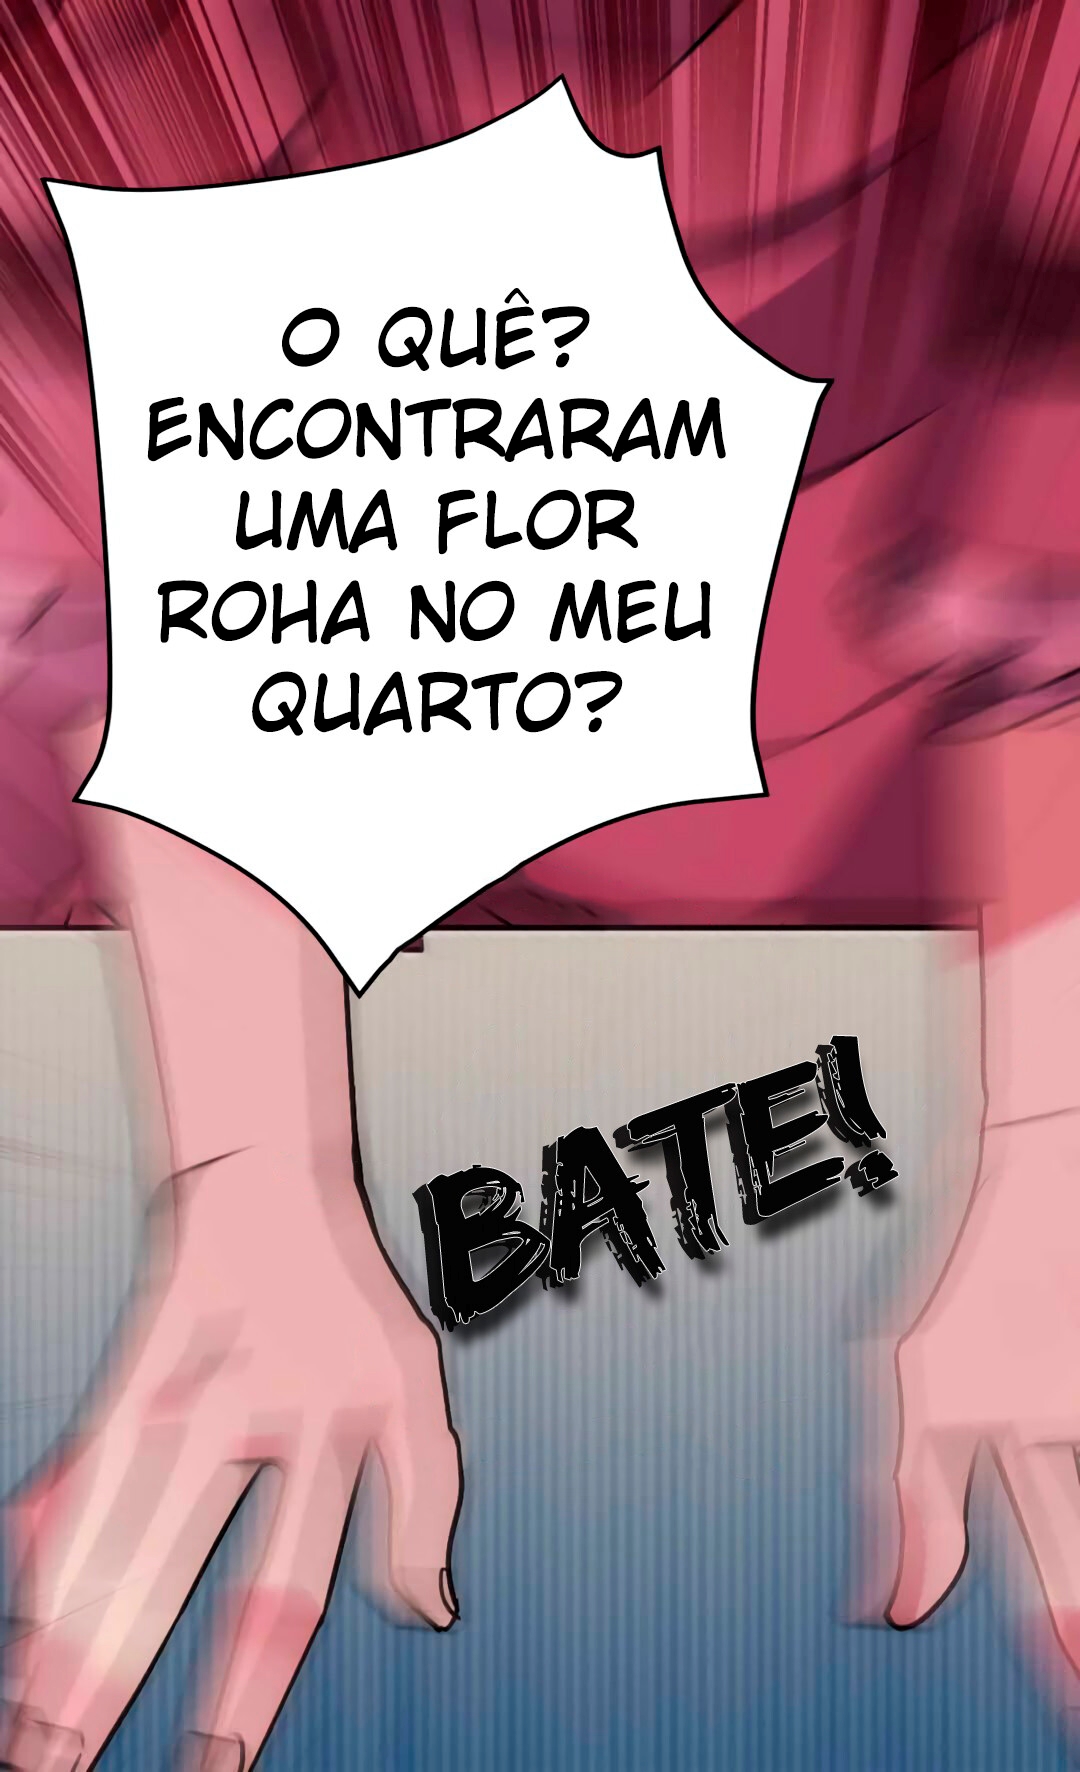 O QUÊ?
ENCONTRARAM
UMA FLOR
ROHA NO MEU
QUARTO?
BATE!